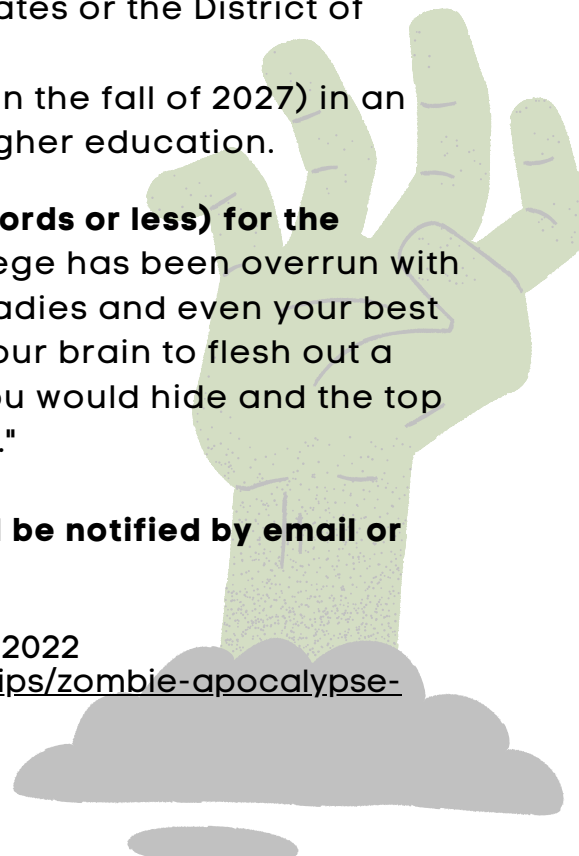 ates or the District of
n the fall of 2027) in an
gher education.
ords or less) for the
ege has been overrun with
adies and even your best
our brain to flesh out a
ou would hide and the top
."
l be notified by email or
2022
ips/zombie-apocalypse-